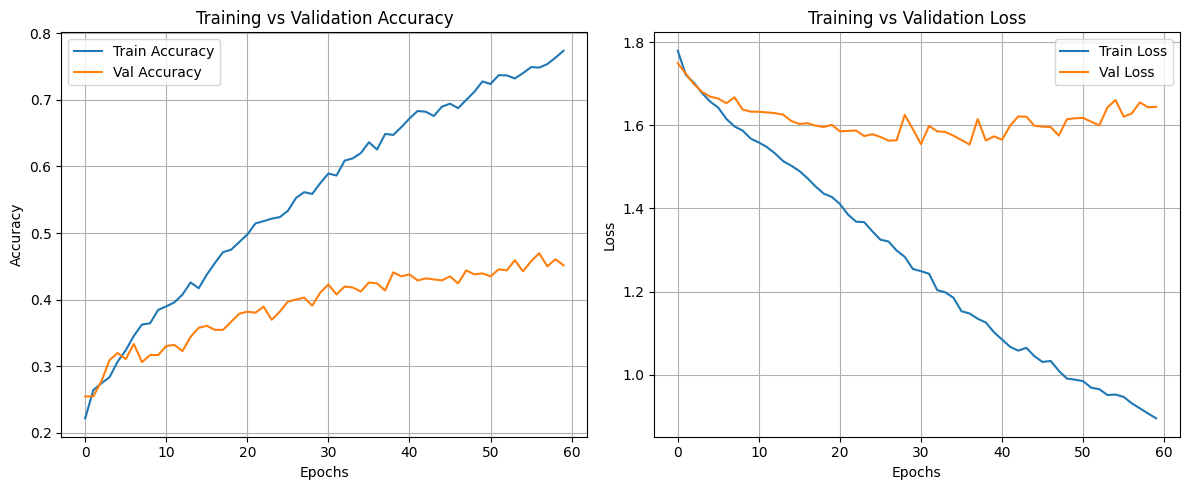 Training vs Validation Accuracy
Train Accuracy
Val Accuracy
0.8
0.7
0.6
0.5
0.4
0.3
0.2
Accuracy
0 10 20 30 40 50 60
Epochs
Training vs Validation Loss
Train Loss
Val Loss
1.8
1.6
1.4
1.2
1.0
Loss
0 10 20 30 40 50 60
Epochs